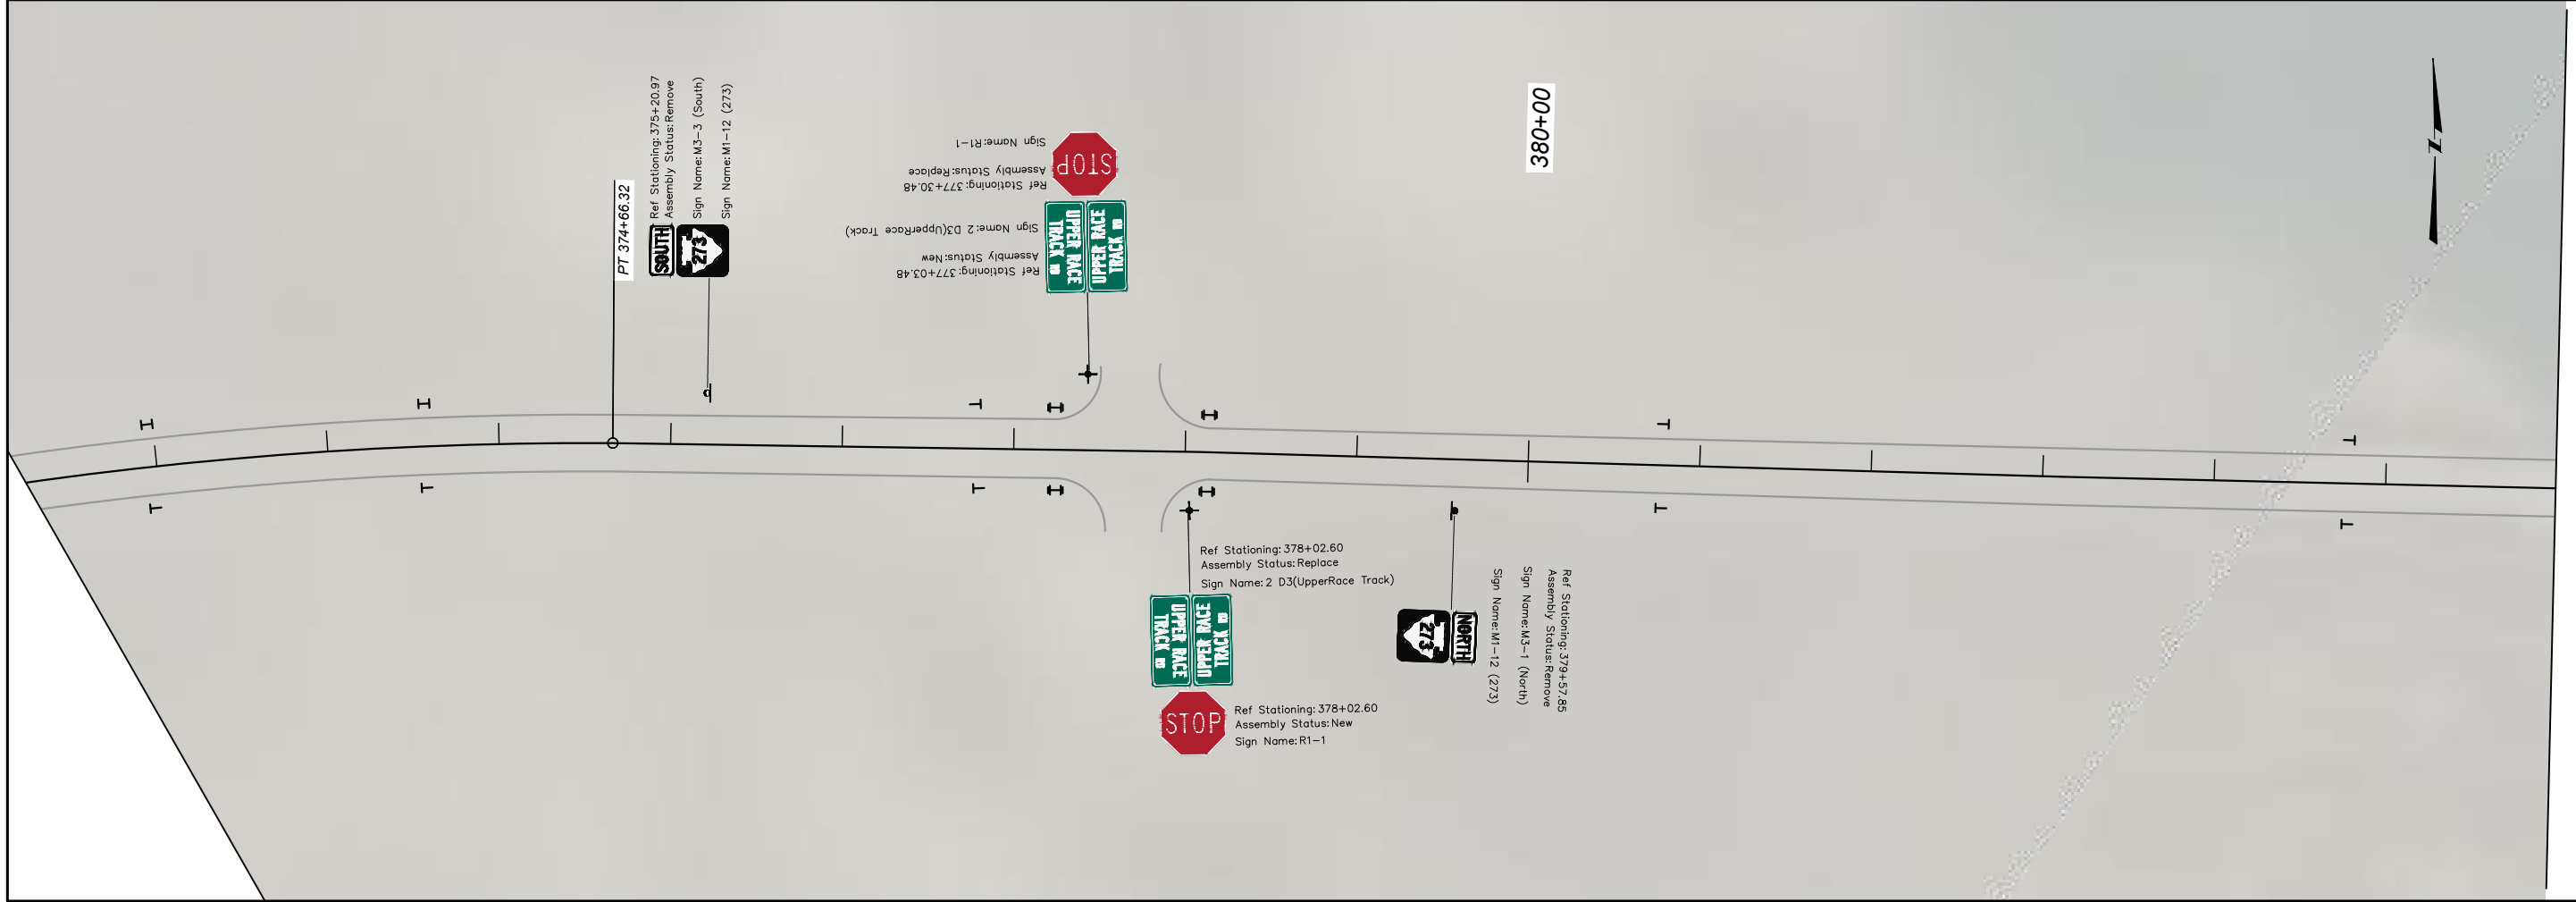 Ref Stationing:375+20.97
Assembly Status:Remove
Sign Name:M3-3 (South)
Sign Name:M1-12 (273)
SOUTH
273
PT 374+66.32
STOP
Sign Name:R1-1
Assembly Status:Replace
Ref Stationing:377+30.48
UPPER RACE
TRACK RD
UPPER RACE
TRACK RD
Sign Name:2 D3(UpperRace Track)
Assembly Status:New
Ref Stationing:377+03.48
380+00
N
Ref Stationing:378+02.60
Assembly Status:Replace
Sign Name:2 D3(UpperRace Track)
UPPER RACE
TRACK RD
UPPER RACE
TRACK RD
STOP
Ref Stationing:378+02.60
Assembly Status:New
Sign Name:R1-1
NORTH
273
Ref Stationing:379+57.85
Assembly Status:Remove
Sign Name:M3-1 (North)
Sign Name:M1-12 (273)